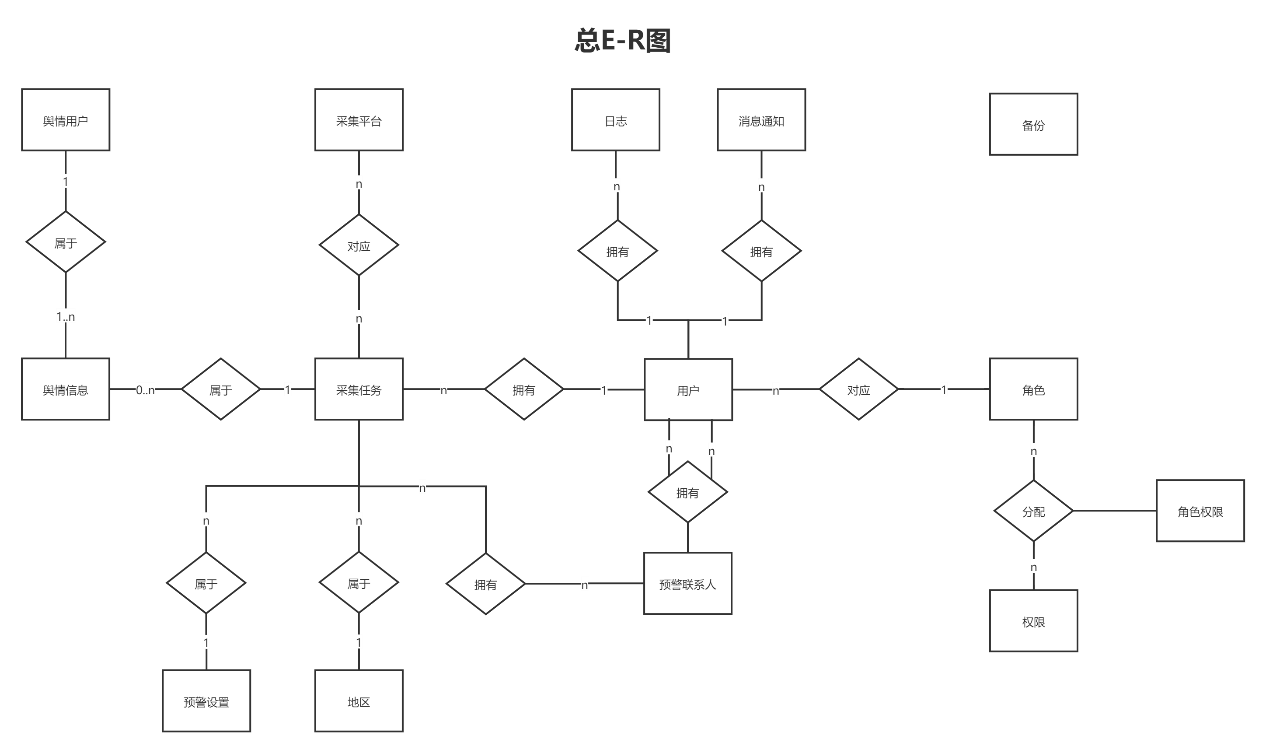 总E-R图
舆情用户
采集平台
日志
消息通知
备份
1
n
n
n
属于
对应
拥有
拥有
1..n
n
1
1
舆情信息
0..n
属于
1
采集任务
n
拥有
1
用户
n
对应
1
角色
n
n
n
n
拥有
分配
角色权限
n
n
n
属于
属于
拥有
n
预警联系人
权限
1
1
预警设置
地区